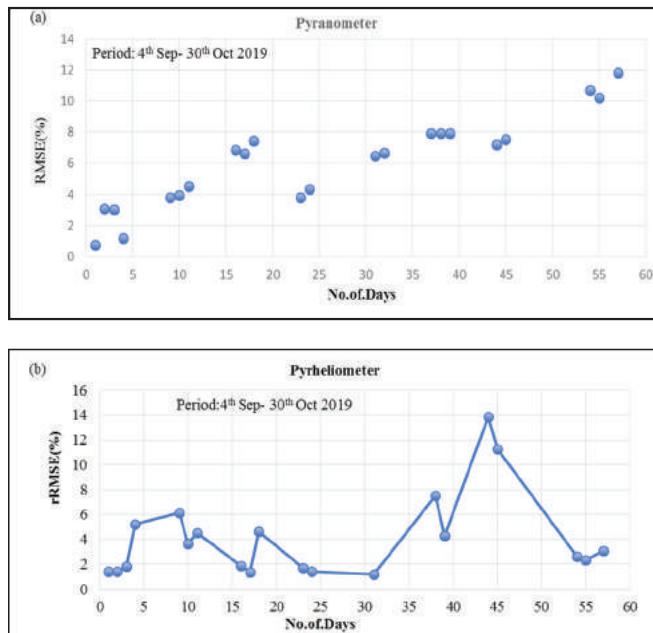 (a)
Pyranometer
Period: 4th Sep- 30th Oct 2019
14
12
10
8
6
4
2
0
RMSE(%)
0 5 10 15 20 25 30 35 40 45 50 55 60
No.of.Days
(b)
Pyrheliometer
Period:4th Sep- 30th Oct 2019
16
14
12
10
8
6
4
2
0
rRMSE(%)
0 5 10 15 20 25 30 35 40 45 50 55 60
No.of.Days